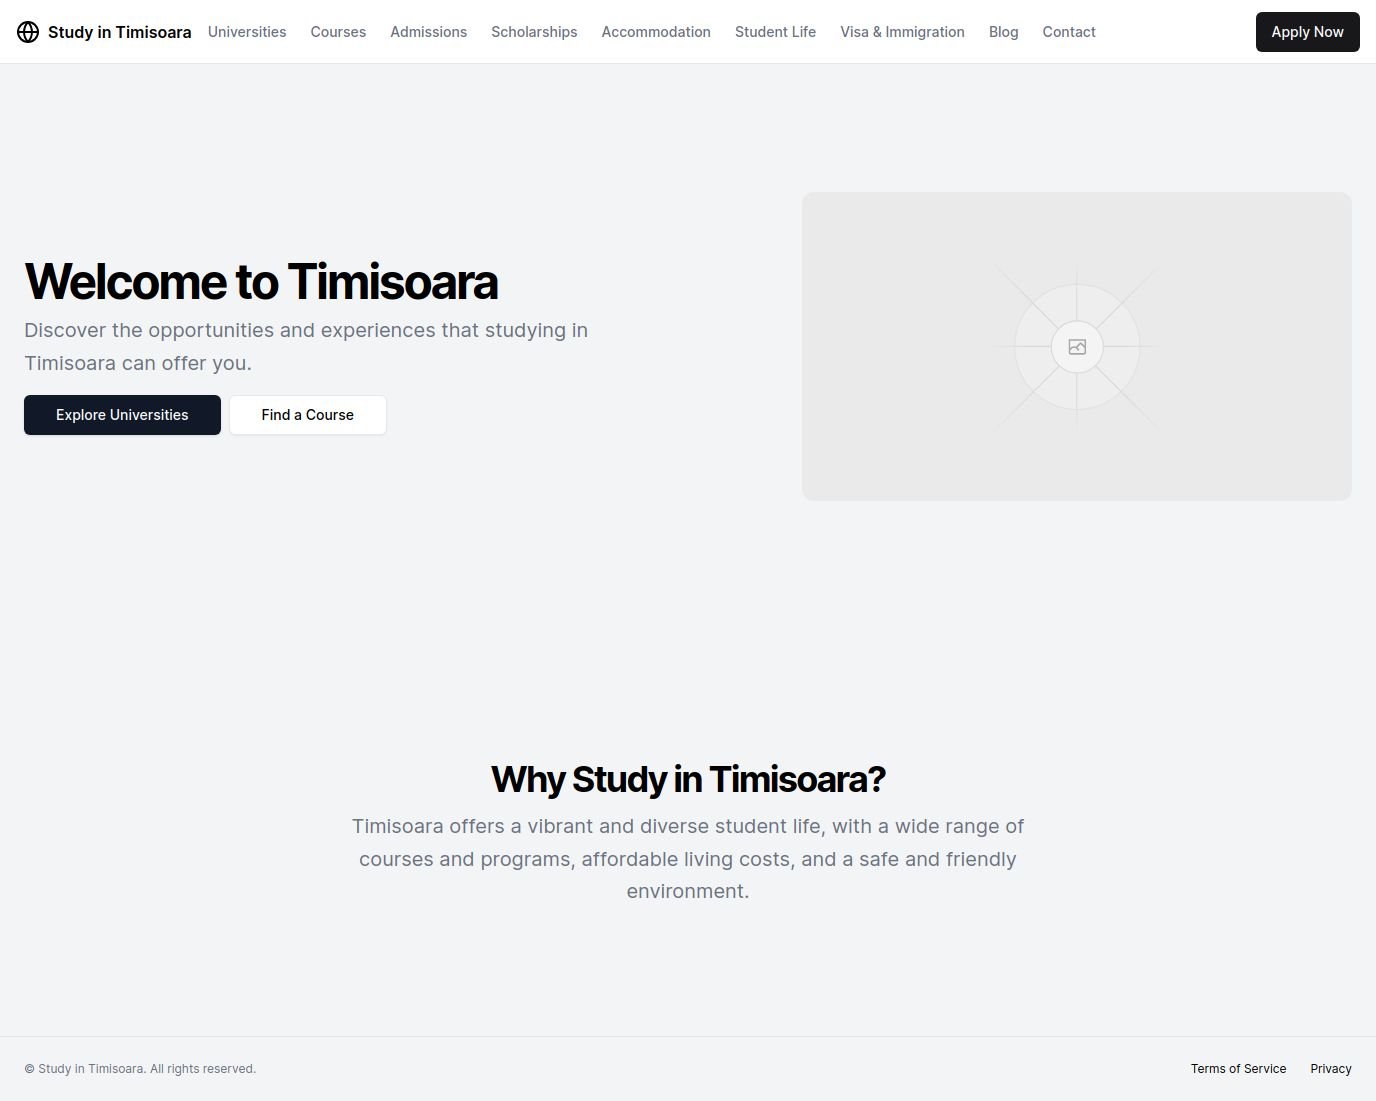 Study in Timisoara Universities Courses Admissions Scholarships Accommodation Student Life Visa & Immigration Blog Contact Apply Now
Welcome to Timisoara
Discover the opportunities and experiences that studying in
Timisoara can offer you.
Explore Universities Find a Course
Why Study in Timisoara?
Timisoara offers a vibrant and diverse student life, with a wide range of
courses and programs, affordable living costs, and a safe and friendly
environment.
© Study in Timisoara. All rights reserved. Terms of Service Privacy